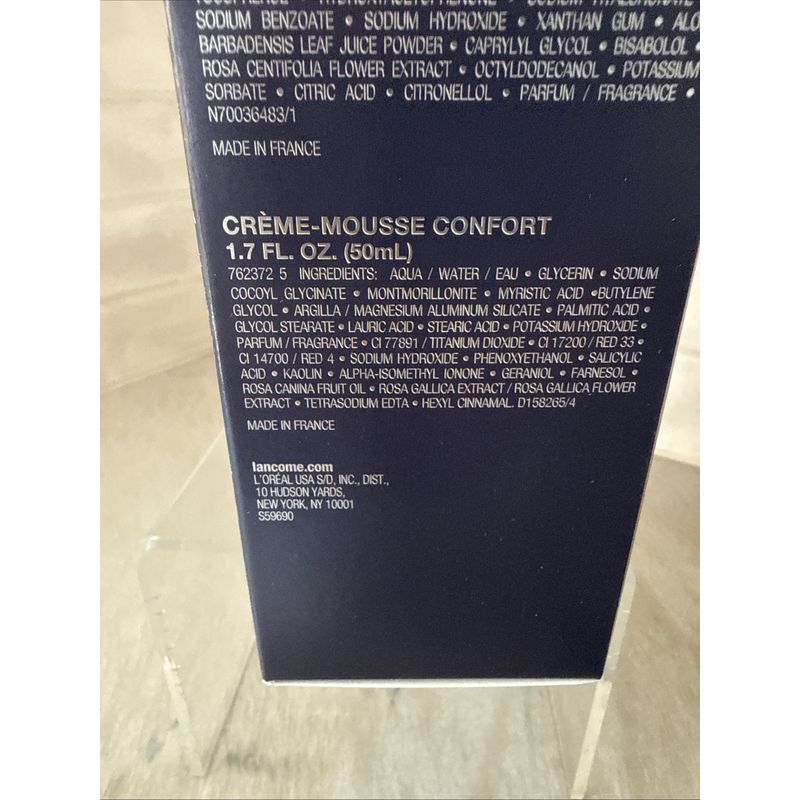 SODIUM BENZOATE • SODIUM HYDROXIDE • XANTHAN GUM •
BARBADENSIS LEAF JUICE POWDER • CAPRYLYL GLYCOL • BISABOLOL •
ROSA CENTIFOLIA FLOWER EXTRACT • OCTYLDODECANOL • POTASSIUM
SORBATE • CITRIC ACID • CITRONELLOL • PARFUM / FRAGRANCE •
N70036483/1
MADE IN FRANCE
CRÈME-MOUSSE CONFORT
1.7 FL. OZ. (50mL)
762372 5 INGREDIENTS: AQUA / WATER / EAU • GLYCERIN • SODIUM
COCOYL GLYCINATE • MONTMORILLONITE • MYRISTIC ACID •BUTYLENE
GLYCOL • ARGILLA / MAGNESIUM ALUMINUM SILICATE • PALMITIC ACID •
GLYCOL STEARATE • LAURIC ACID • STEARIC ACID • POTASSIUM HYDROXIDE •
PARFUM / FRAGRANCE • CI 77891 / TITANIUM DIOXIDE • CI 17200 / RED 33 •
CI 14700 / RED 4 • SODIUM HYDROXIDE • PHENOXYETHANOL • SALICYLIC
ACID • KAOLIN • ALPHA-ISOMETHYL IONONE • GERANIOL • FARNESOL •
ROSA CANINA FRUIT OIL • ROSA GALLICA EXTRACT / ROSA GALLICA FLOWER
EXTRACT • TETRASODIUM EDTA • HEXYL CINNAMAL. D158265/4
MADE IN FRANCE
lancome.com
L'ORÉAL USA S/D, INC., DIST.,
10 HUDSON YARDS,
NEW YORK, NY 10001
S59690